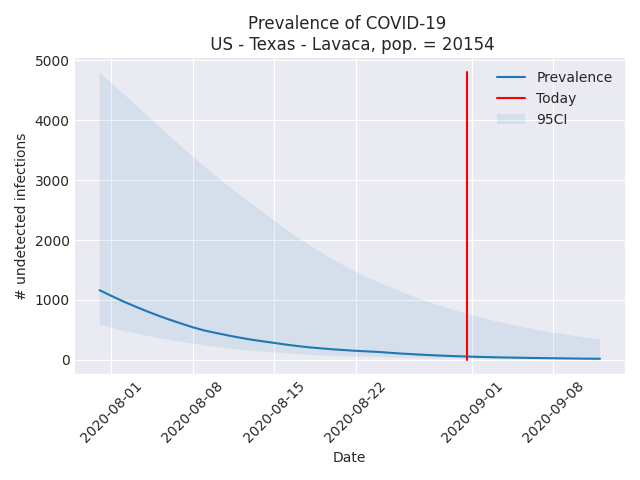 Prevalence of COVID-19
US - Texas - Lavaca, pop. = 20154
Prevalence
Today
95CI
# undetected infections
5000
4000
3000
2000
1000
0
2020-08-01
2020-08-08
2020-08-15
2020-08-22
2020-09-01
2020-09-08
Date